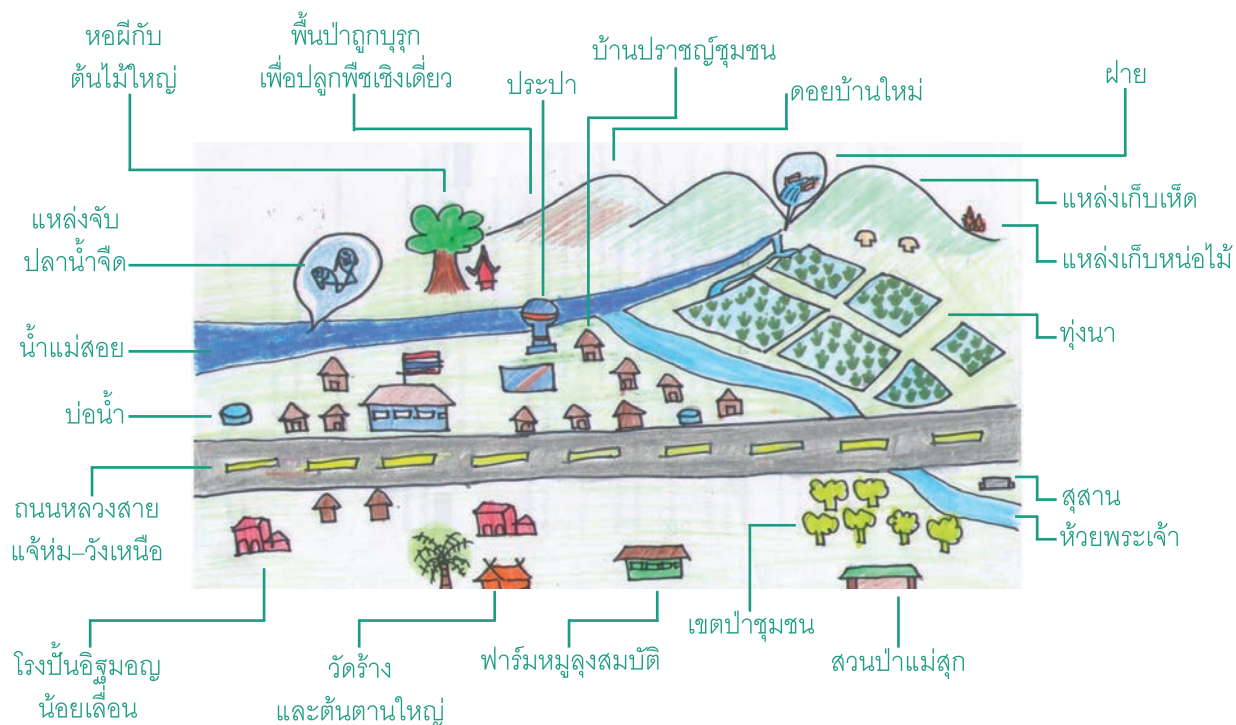 หอผีกับ
ต้นไม้ใหญ่
พื้นป่าถูกบุรุก
เพื่อปลูกพืชเชิงเดี่ยว
ประปา
บ้านปราชญ์ชุมชน
ดอยบ้านใหม่
ฝาย
แหล่งจับ
ปลาน้ำจืด
แหล่งเก็บเห็ด
แหล่งเก็บหน่อไม้
น้ำแม่สอย
ทุ่งนา
บ่อน้ำ
ถนนหลวงสาย
แจ้ห่ม–วังเหนือ
สุสาน
ห้วยพระเจ้า
โรงปั้นอิฐมอญ
น้อยเลื่อน
วัดร้าง
และต้นตานใหญ่
ฟาร์มหมูลุงสมบัติ
เขตป่าชุมชน
สวนป่าแม่สุก